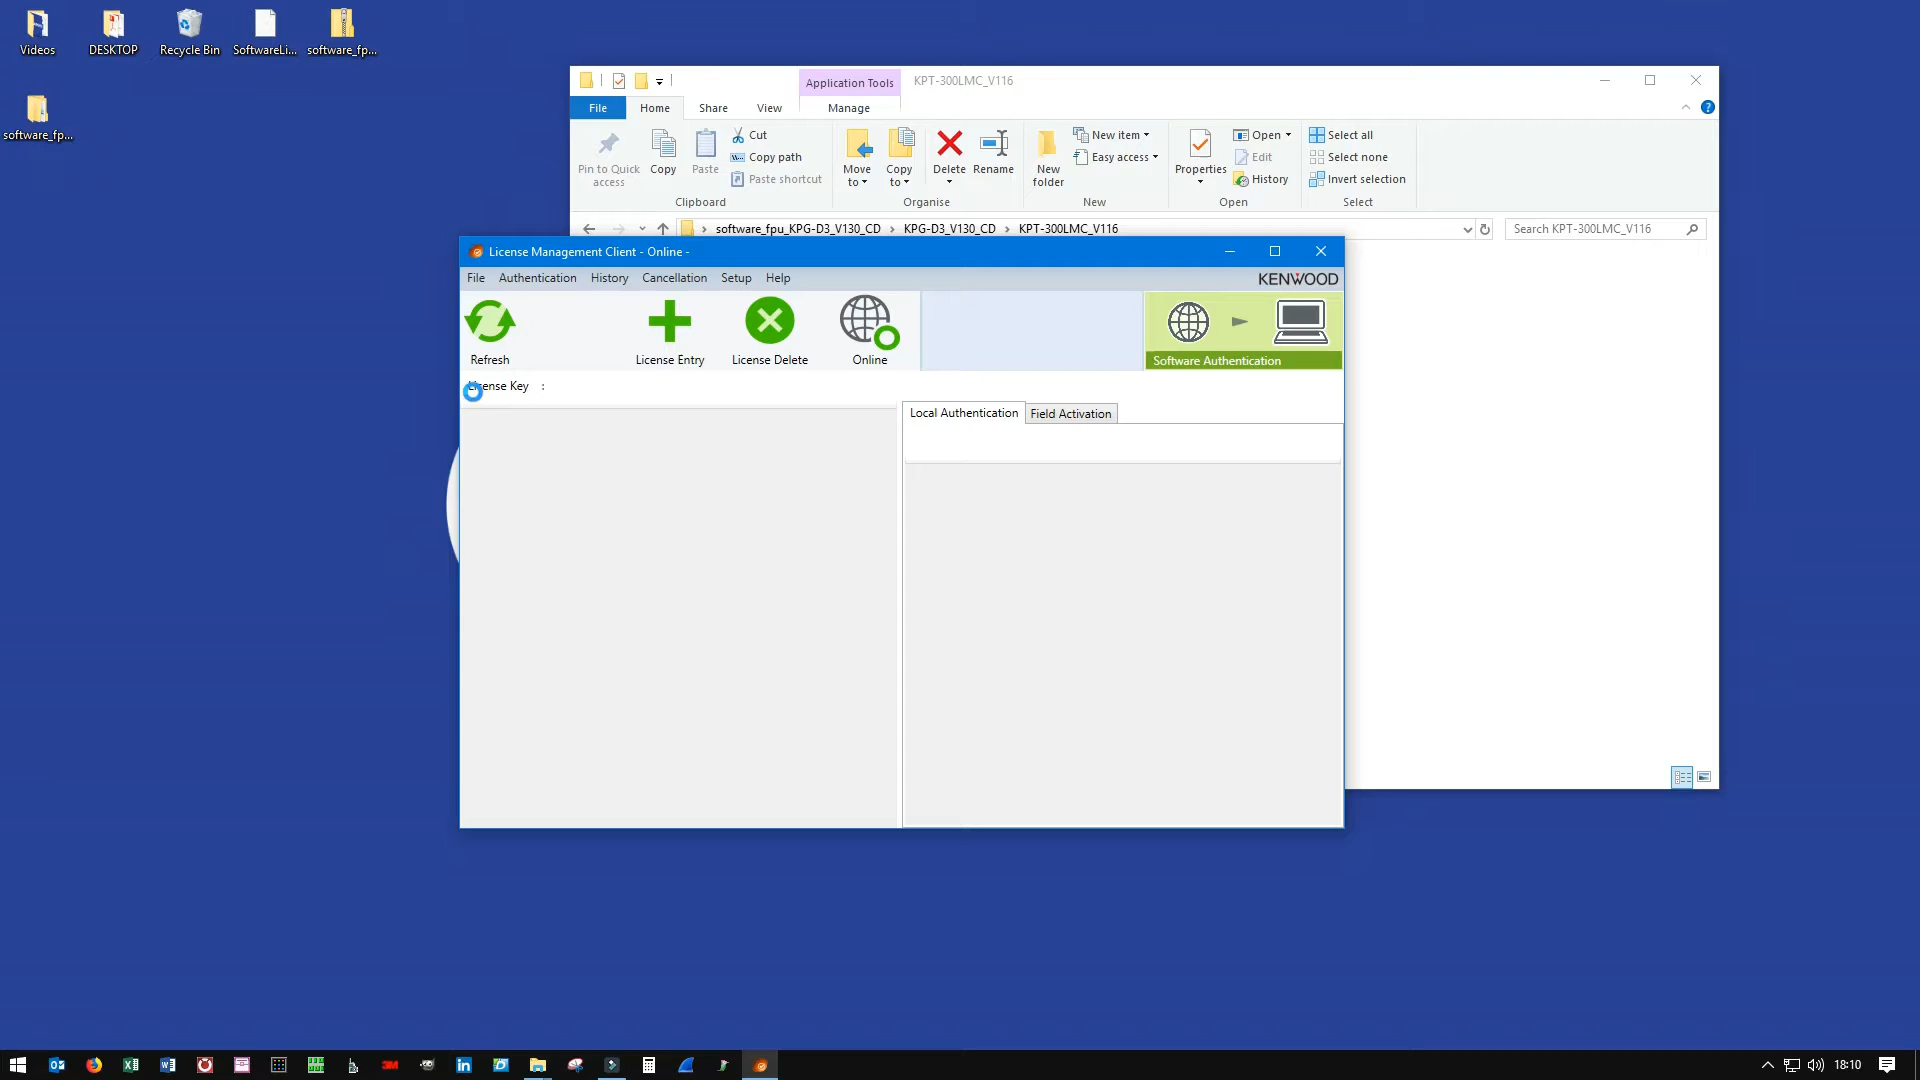 Videos
DESKTOP
Recycle Bin
SoftwareLi...
software_fp...
software_fp...
Application Tools
KPT-300LMC_V116
File
Home
Share
View
Manage
Pin to Quick access
Copy
Paste
Cut
Copy path
Paste shortcut
Clipboard
Move to
Copy to
Delete
Rename
Organise
New folder
New item
Easy access
New
Properties
Open
Edit
History
Open
Select all
Select none
Invert selection
Select
software_fpu_KPG-D3_V130_CD
KPG-D3_V130_CD
KPT-300LMC_V116
Search KPT-300LMC_V116
License Management Client - Online -
File
Authentication
History
Cancellation
Setup
Help
KENWOOD
Refresh
License Entry
License Delete
Online
Software Authentication
License Key :
Local Authentication
Field Activation
18:10